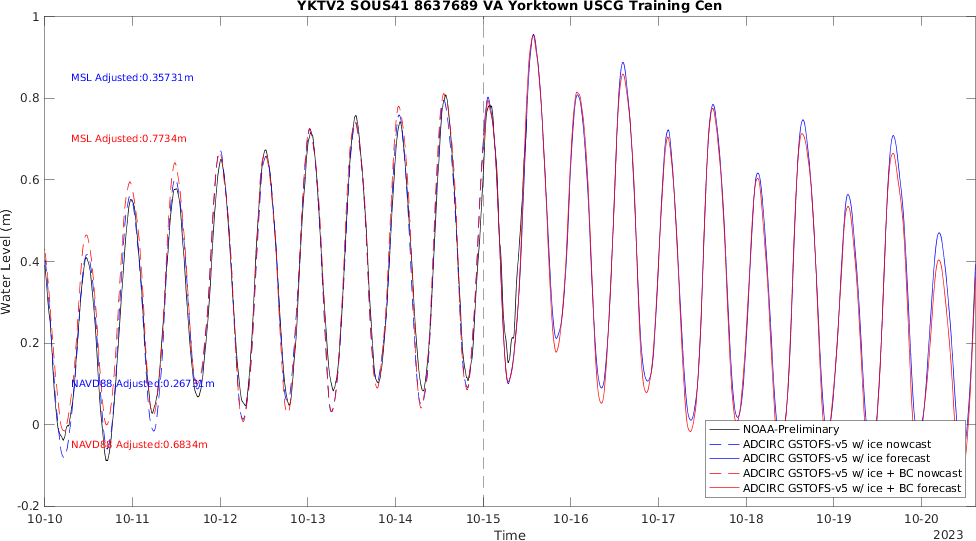 YKTV2 SOUS41 8637689 VA Yorktown USCG Training Cen
1
0.8
0.6
0.4
0.2
0
-0.2
Water Level (m)
MSL Adjusted:0.35731m
MSL Adjusted:0.7734m
NAVD88 Adjusted:0.26731m
NAVD88 Adjusted:0.6834m
NOAA-Preliminary
ADCIRC GSTOFS-v5 w/ ice nowcast
ADCIRC GSTOFS-v5 w/ ice forecast
ADCIRC GSTOFS-v5 w/ ice + BC nowcast
ADCIRC GSTOFS-v5 w/ ice + BC forecast
10-10 10-11 10-12 10-13 10-14 10-15 10-16 10-17 10-18 10-19 10-20
Time
2023